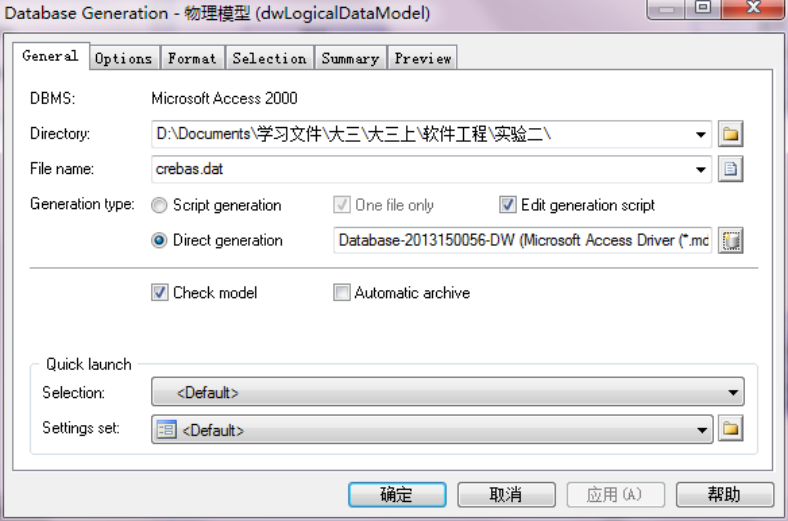 Database Generation - 物理模型 (dwLogicalDataModel)
General Options Format Selection Summary Preview
DBMS: Microsoft Access 2000
Directory: D:\Documents\学习文件\大三\大三上\软件工程\实验二\
File name: crebas.dat
Generation type: Script generation One file only Edit generation script
Direct generation Database-2013150056-DW (Microsoft Access Driver (*.md
Check model Automatic archive
Quick launch
Selection: <Default>
Settings set: <Default>
确定 取消 应用(A) 帮助